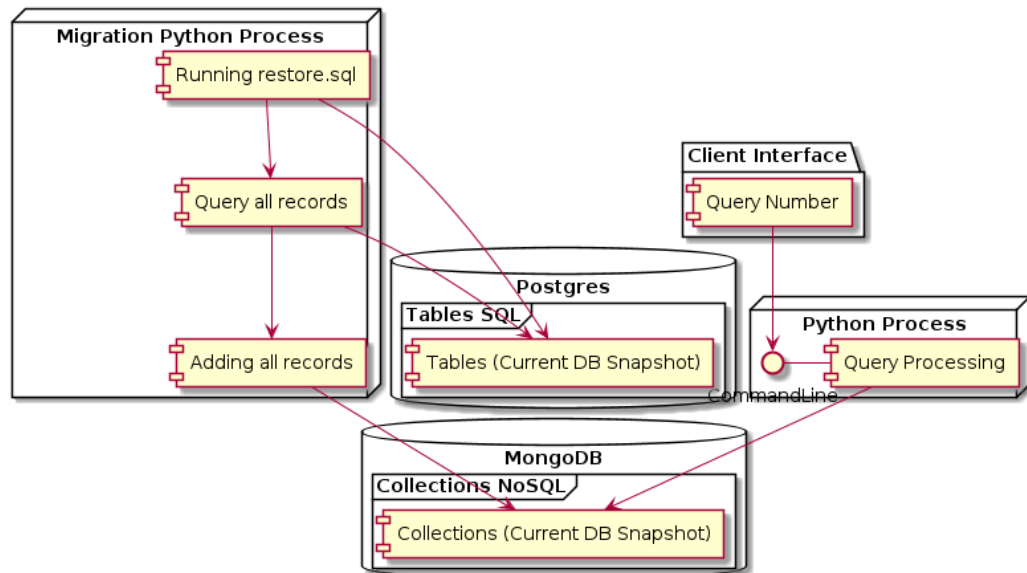 Migration Python Process
Running restore.sql
Query all records
Adding all records
Client Interface
Query Number
Postgres
Tables SQL
Tables (Current DB Snapshot)
Python Process
Query Processing
CommandLine
MongoDB
Collections NoSQL
Collections (Current DB Snapshot)